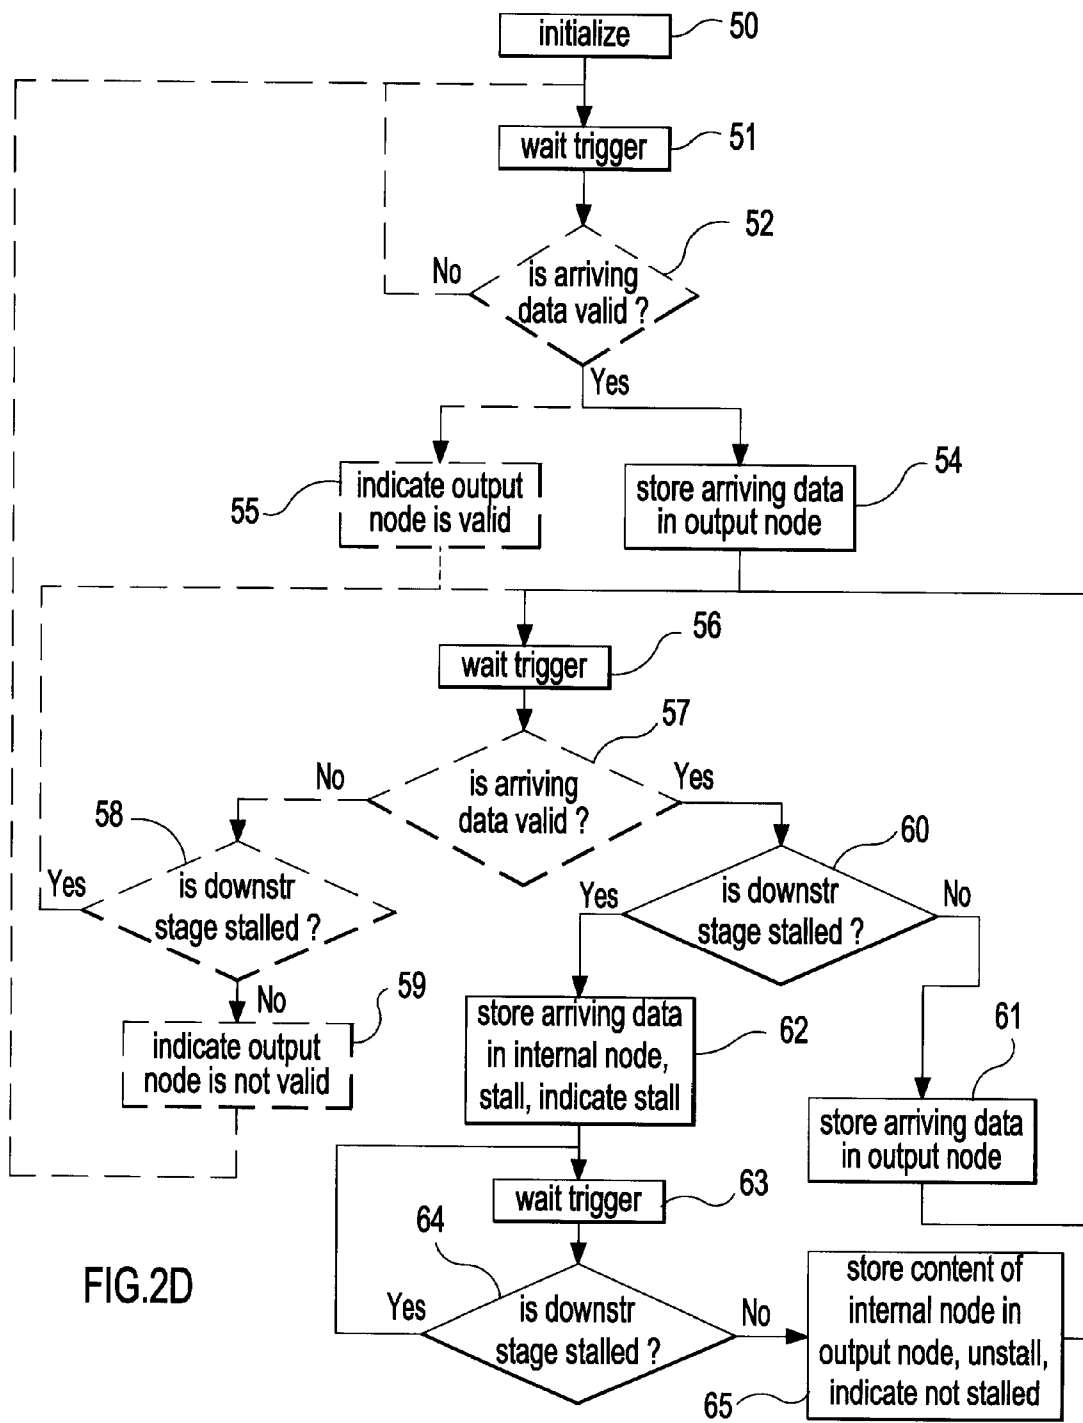 initialize
50
wait trigger
51
52
No
is arriving
data valid ?
Yes
indicate output
node is valid
55
store arriving data
in output node
54
56
wait trigger
57
No
is arriving
data valid ?
Yes
58
Yes
is downstr
stage stalled ?
No
60
Yes
is downstr
stage stalled ?
No
59
indicate output
node is not valid
store arriving data
in internal node,
stall, indicate stall
62
61
store arriving data
in output node
wait trigger
63
64
Yes
is downstr
stage stalled ?
No
store content of
internal node in
output node, unstall,
indicate not stalled
65
FIG.2D